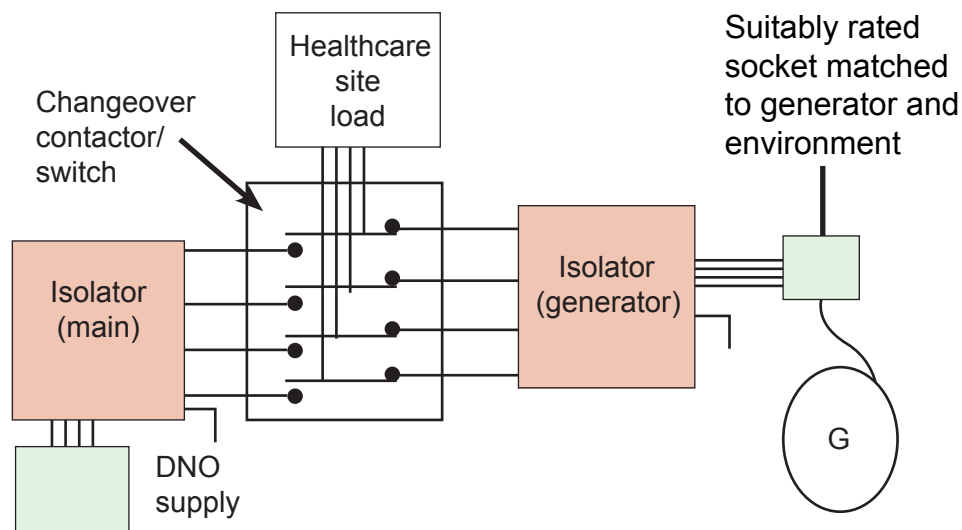 Healthcare
site
load
Suitably rated
socket matched
to generator and
environment
Changeover
contactor/
switch
Isolator
(main)
Isolator
(generator)
DNO
supply
G